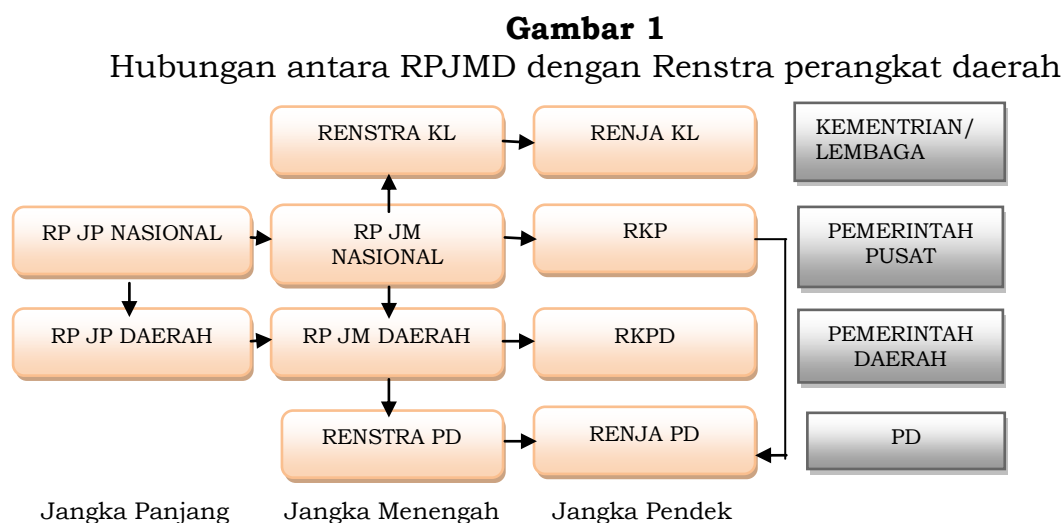 Gambar 1
Hubungan antara RPJMD dengan Renstra perangkat daerah
RENSTRA KL
RENJA KL
KEMENTRIAN/
LEMBAGA
RP JP NASIONAL
RP JM
NASIONAL
RKP
PEMERINTAH
PUSAT
RP JP DAERAH
RP JM DAERAH
RKPD
PEMERINTAH
DAERAH
RENSTRA PD
RENJA PD
PD
Jangka Panjang
Jangka Menengah
Jangka Pendek